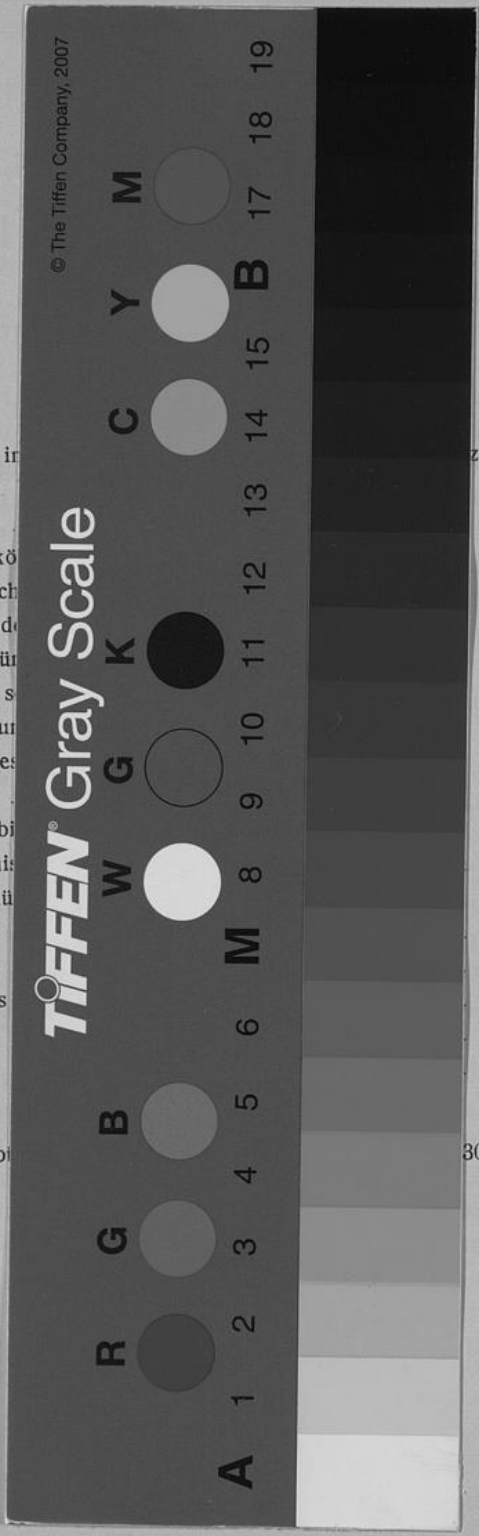 TIFFEN® Gray Scale
© The Tiffen Company, 2007
R G B W G K C Y M
A 1 2 3 4 5 6 M 8 9 10 11 12 13 14 15 B 17 18 19